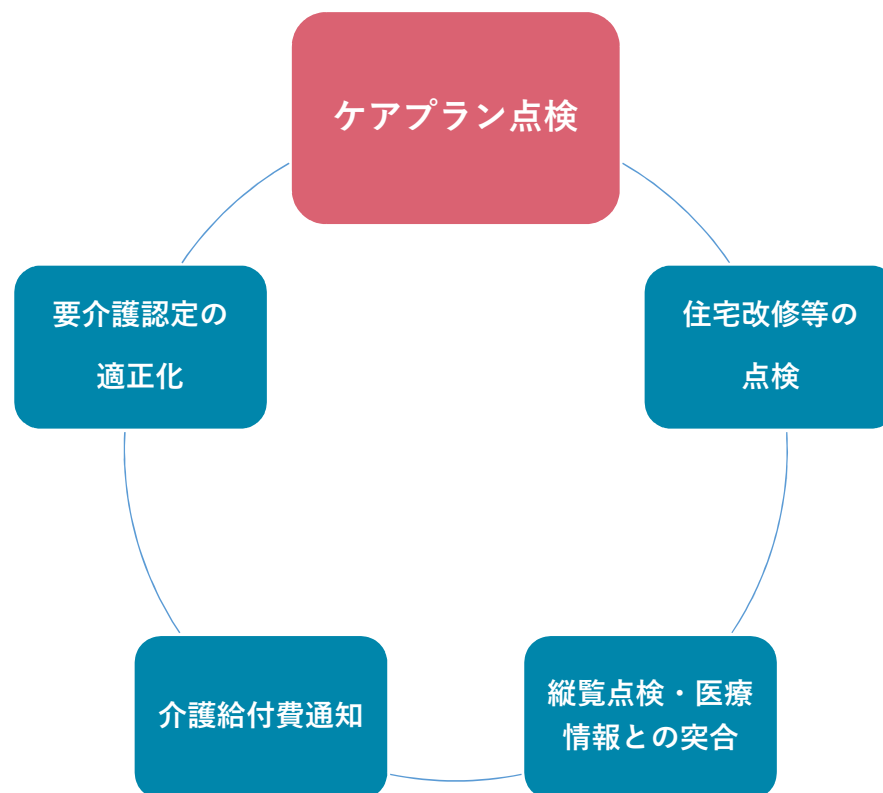 ケアプラン点検
要介護認定の
適正化
住宅改修等の
点検
介護給付費通知
縦覧点検・医療
情報との突合